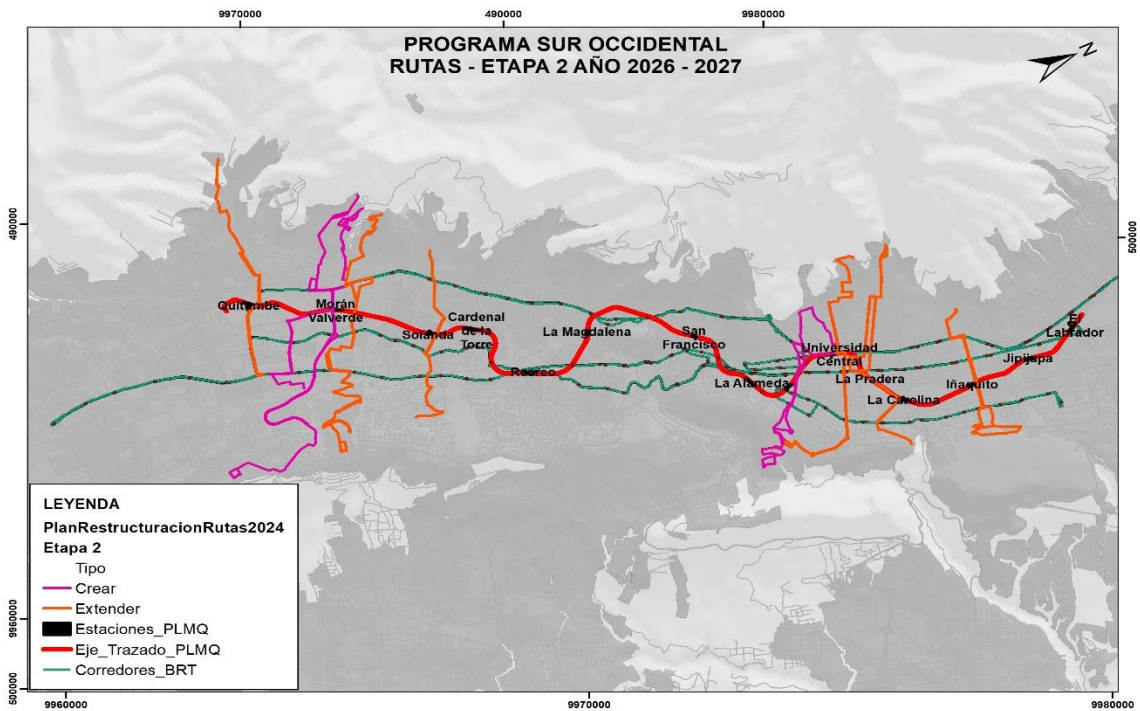 9970000
490000
9980000
PROGRAMA SUR OCCIDENTAL
RUTAS - ETAPA 2 AÑO 2026 - 2027
N
490000
500000
Quitumbe
Morán
Valverde
Solanda
Cardenal
de la
Torre
Recreo
La Magdalena
San
Francisco
La Alameda
Universidad
Central
La Pradera
La Carolina
Iñaquito
Jipijapa
El
Labrador
LEYENDA
PlanRestructuracionRutas2024
Etapa 2
Tipo
Crear
Extender
Estaciones_PLMQ
Eje_Trazado_PLMQ
Corredores_BRT
9960000
500000
9960000
9970000
9980000